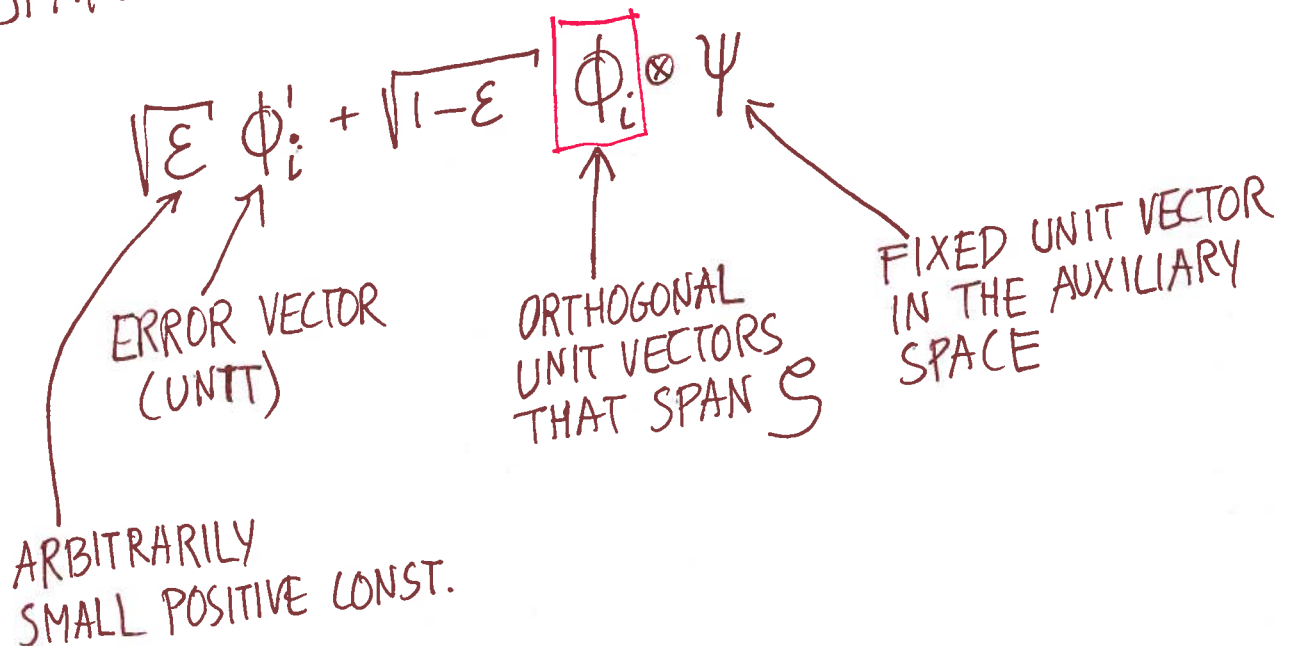 √ε ϕ'ᵢ + √1-ε ϕᵢ ⊗ ψ
ERROR VECTOR
(UNIT)
ORTHOGONAL
UNIT VECTORS
THAT SPAN S
FIXED UNIT VECTOR
IN THE AUXILIARY
SPACE
ARBITRARILY
SMALL POSITIVE CONST.